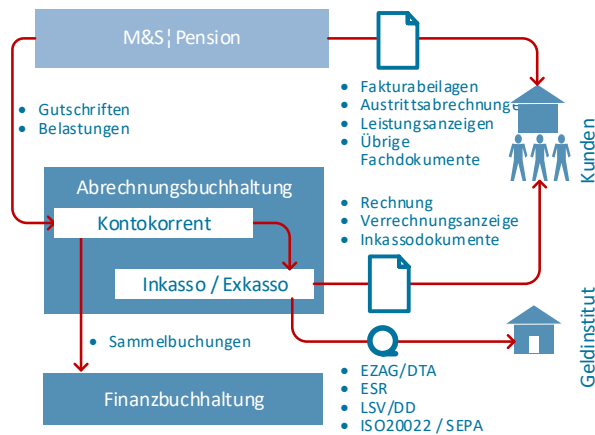 M&S¦Pension
• Gutschriften
• Belastungen
• Fakturabeilagen
• Austrittsabrechnunge
• Leistungsanzeigen
• Übrige
Fachdokumente
Kunden
Abrechnungsbuchhaltung
Kontokorrent
Inkasso / Exkasso
• Rechnung
• Verrechnungsanzeige
• Inkassodokumente
Geldinstitut
• Sammelbuchungen
• EZAG/DTA
• ESR
• LSV/DD
• ISO20022 / SEPA
Finanzbuchhaltung